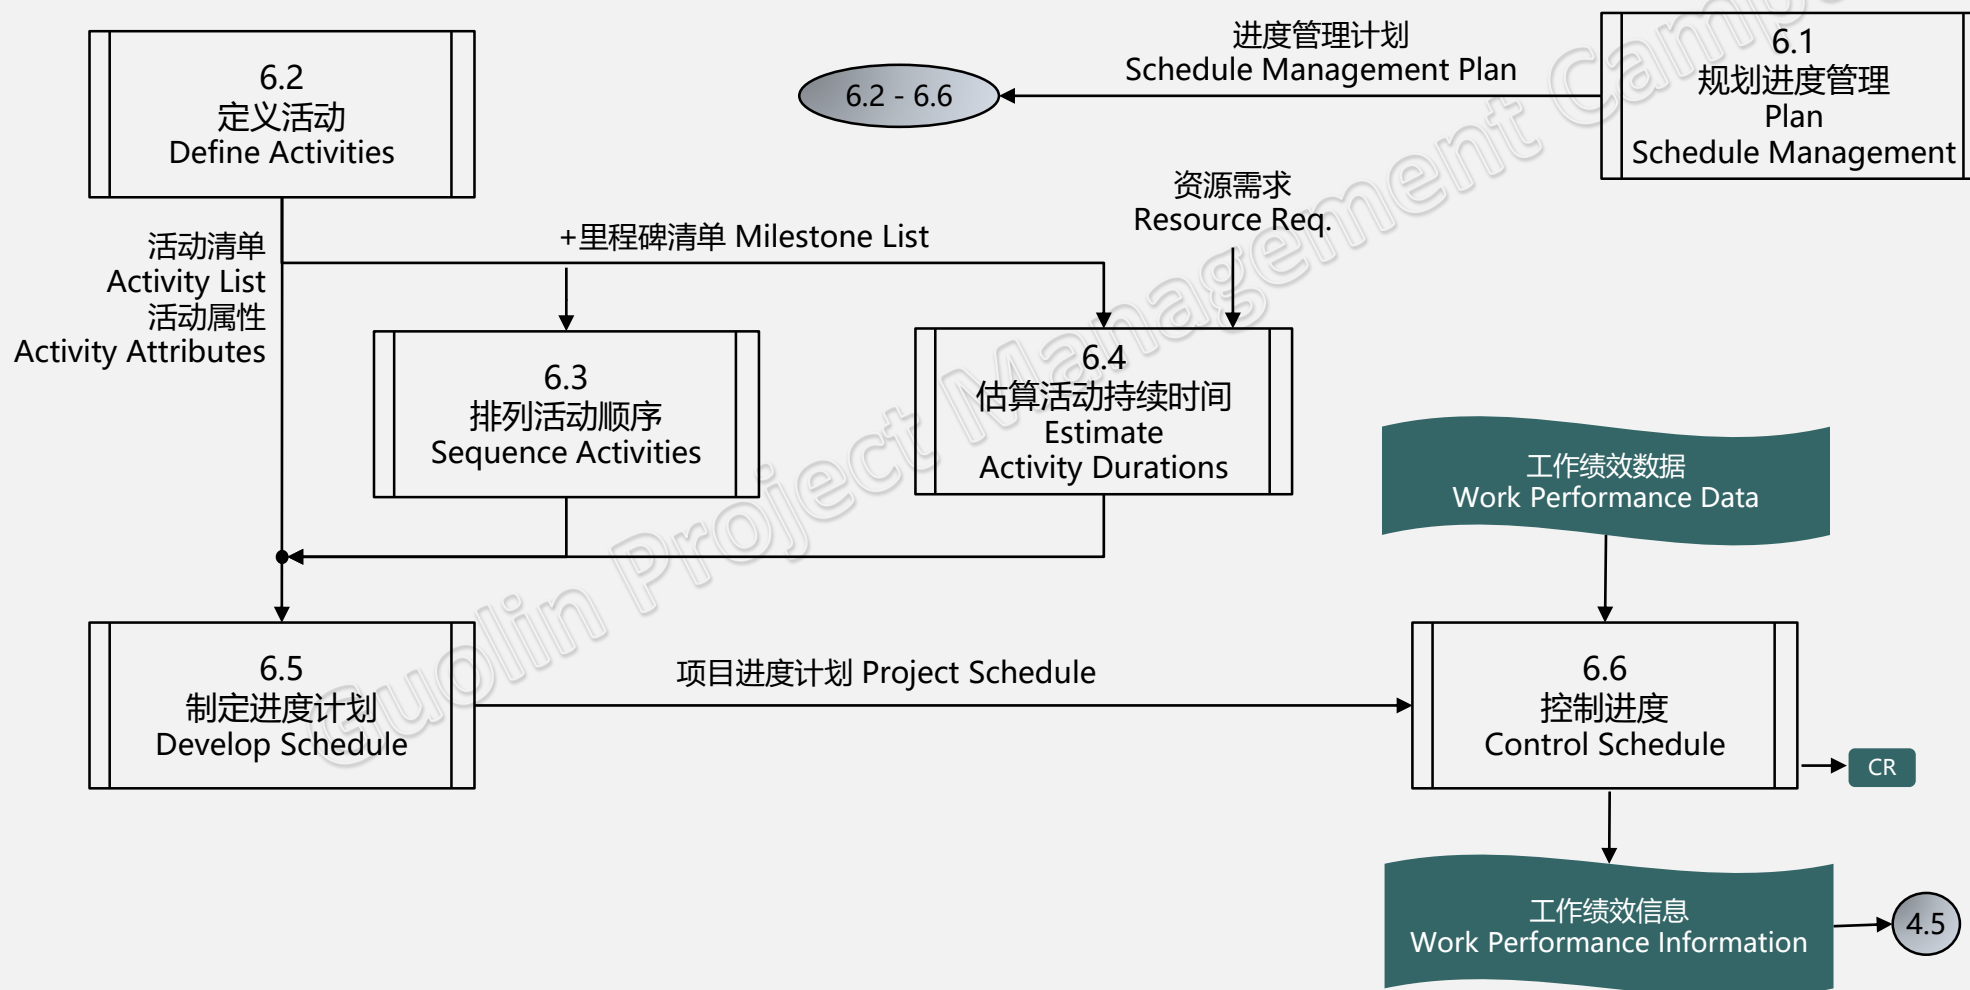 6.2
定义活动
Define Activities
进度管理计划
Schedule Management Plan
6.2 - 6.6
6.1
规划进度管理
Plan
Schedule Management
资源需求
Resource Req.
活动清单
Activity List
活动属性
Activity Attributes
+里程碑清单 Milestone List
6.3
排列活动顺序
Sequence Activities
6.4
估算活动持续时间
Estimate
Activity Durations
工作绩效数据
Work Performance Data
6.5
制定进度计划
Develop Schedule
项目进度计划 Project Schedule
6.6
控制进度
Control Schedule
CR
工作绩效信息
Work Performance Information
4.5
Guolin Project Management